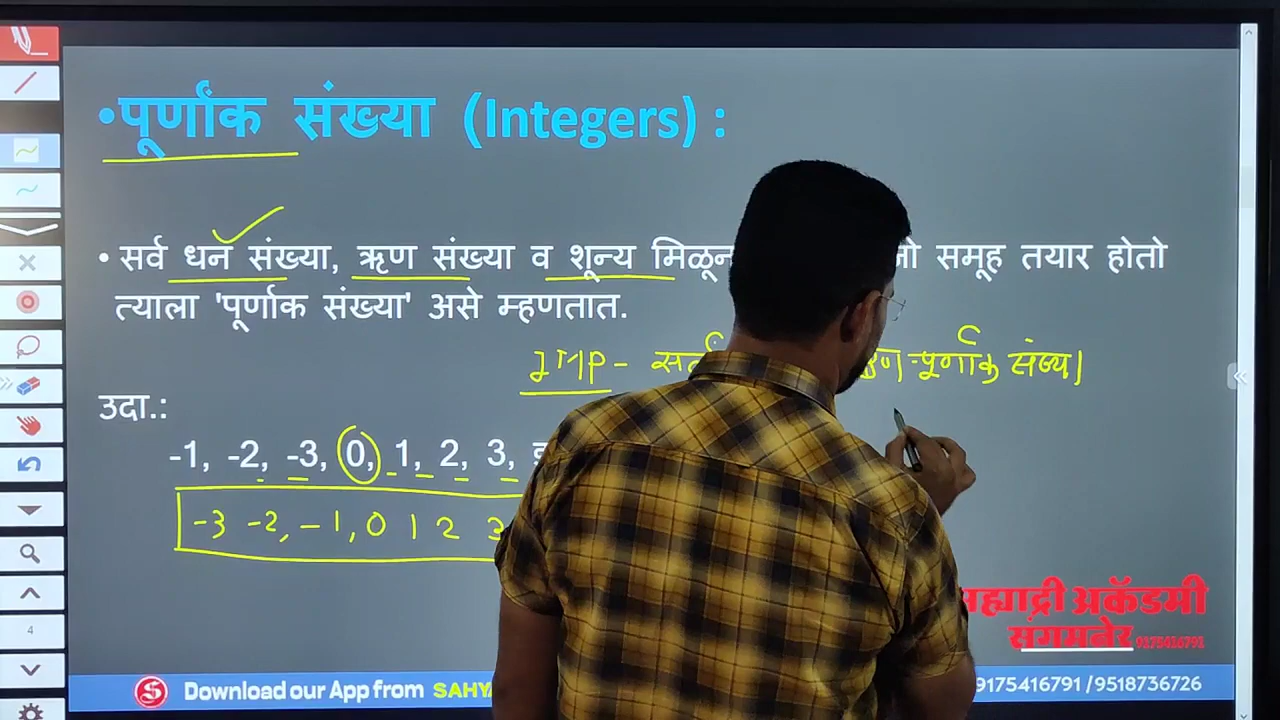 •पूर्णांक संख्या (Integers) :
• सर्व धन संख्या, ऋण संख्या व शून्य मिळून जो समूह तयार होतो
त्याला 'पूर्णाक संख्या' असे म्हणतात.
IMP - पूर्णांक संख्या
उदा.:
-1, -2, -3, 0, 1, 2, 3,
-3 -2, -1, 0 1 2 3
सह्याद्री अकॅडमी
संगमनेर 9175416791
4
S Download our App from 9175416791 / 9518736726